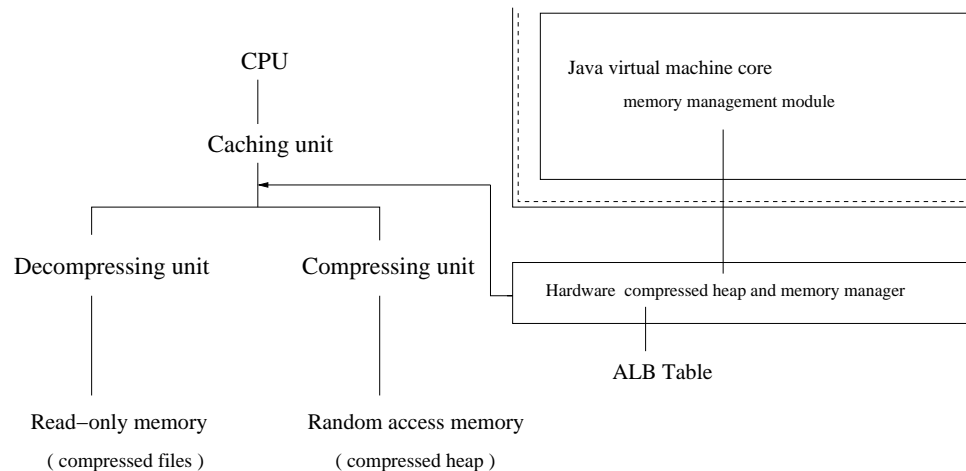 CPU
Caching unit
Decompressing unit
Compressing unit
Read−only memory
( compressed files )
Random access memory
( compressed heap )
Java virtual machine core
memory management module
Hardware compressed heap and memory manager
ALB Table